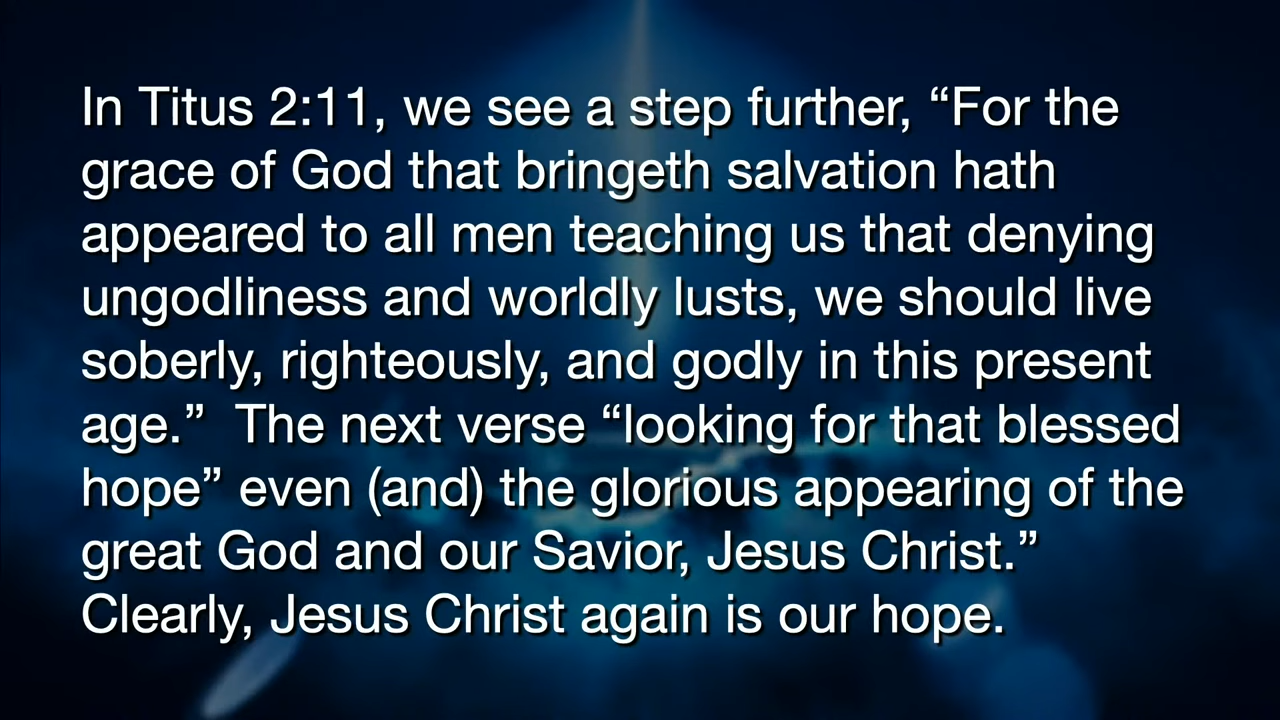 In Titus 2:11, we see a step further, “For the
grace of God that bringeth salvation hath
appeared to all men teaching us that denying
ungodliness and worldly lusts, we should live
soberly, righteously, and godly in this present
age.”  The next verse “looking for that blessed
hope” even (and) the glorious appearing of the
great God and our Savior, Jesus Christ.”
Clearly, Jesus Christ again is our hope.